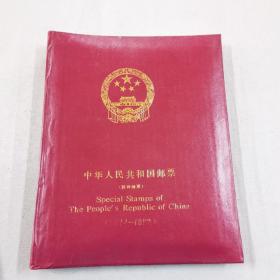 中华人民共和国邮票
Special Stamps of
The People's Republic of China